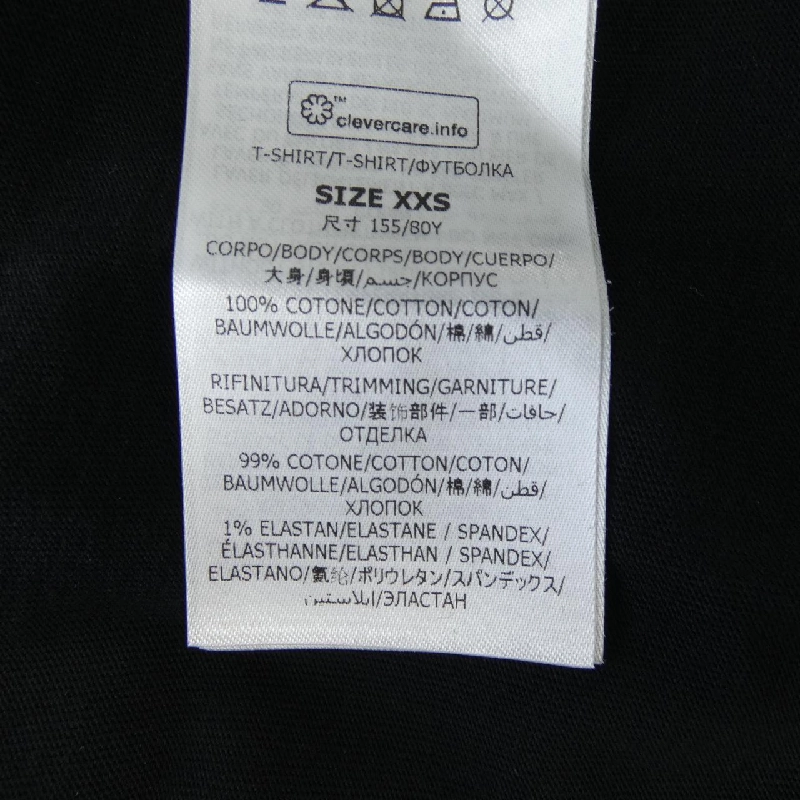 ™
clevercare.info
T-SHIRT/T-SHIRT/ФУТБОЛКА
SIZE XXS
尺寸 155/80Y
CORPO/BODY/CORPS/BODY/CUERPO/
大身/身頃/جسم/КОРПУС
100% COTONE/COTTON/COTON/
BAUMWOLLE/ALGODÓN/棉/綿/قطن/
ХЛОПОК
RIFINITURA/TRIMMING/GARNITURE/
BESATZ/ADORNO/装饰部件/一部/حافات/
ОТДЕЛКА
99% COTONE/COTTON/COTON/
BAUMWOLLE/ALGODÓN/棉/綿/قطن/
ХЛОПОК
1% ELASTAN/ELASTANE / SPANDEX/
ÉLASTHANNE/ELASTHAN / SPANDEX/
ELASTANO/氨纶/ポリウレタン/スパンデックス/
إيلاستين/ЭЛАСТАН